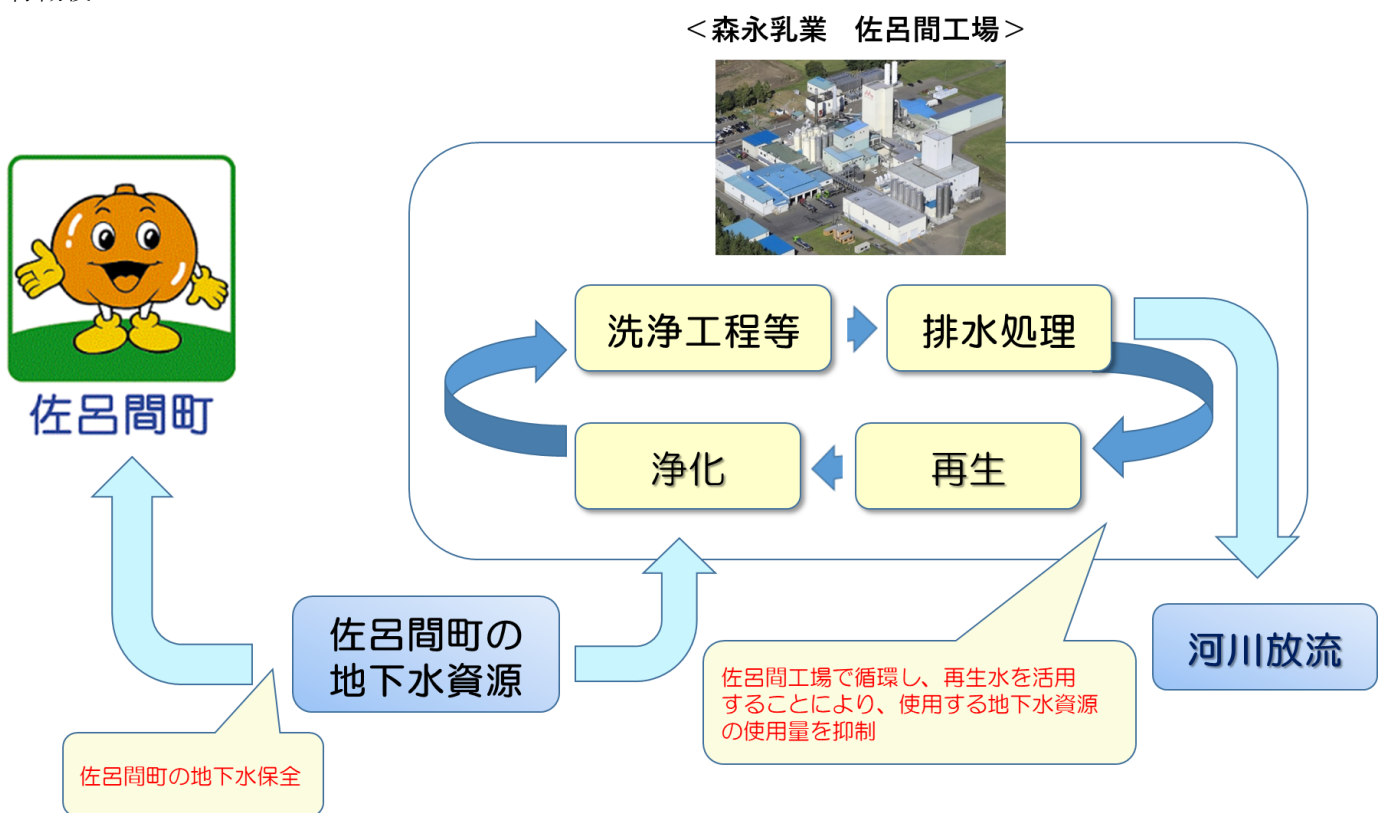 ＜森永乳業　佐呂間工場＞
洗浄工程等
排水処理
浄化
再生
佐呂間町
佐呂間町の
地下水資源
河川放流
佐呂間工場で循環し、再生水を活用
することにより、使用する地下水資源
の使用量を抑制
佐呂間町の地下水保全